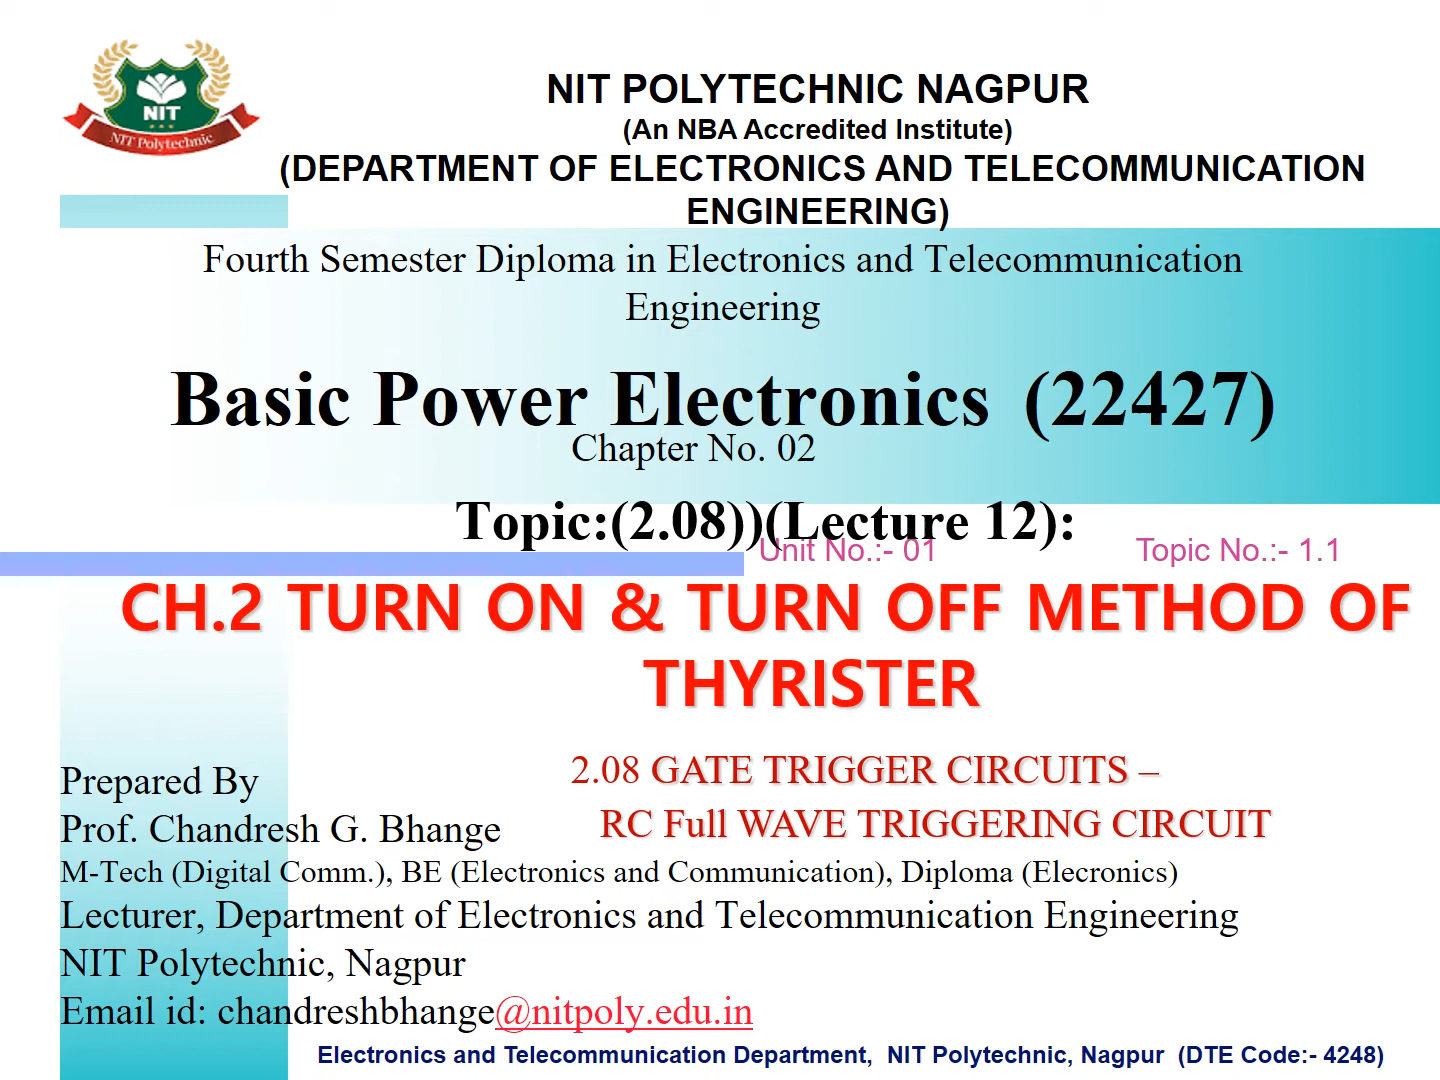 NIT
NIT Polytechnic
NIT POLYTECHNIC NAGPUR
(An NBA Accredited Institute)
(DEPARTMENT OF ELECTRONICS AND TELECOMMUNICATION
ENGINEERING)
Fourth Semester Diploma in Electronics and Telecommunication
Engineering
Basic Power Electronics (22427)
Chapter No. 02
Topic:(2.08))(Lecture 12):
Unit No.:- 01 Topic No.:- 1.1
CH.2 TURN ON & TURN OFF METHOD OF
THYRISTER
2.08 GATE TRIGGER CIRCUITS –
RC Full WAVE TRIGGERING CIRCUIT
Prepared By
Prof. Chandresh G. Bhange
M-Tech (Digital Comm.), BE (Electronics and Communication), Diploma (Elecronics)
Lecturer, Department of Electronics and Telecommunication Engineering
NIT Polytechnic, Nagpur
Email id: chandreshbhange@nitpoly.edu.in
Electronics and Telecommunication Department, NIT Polytechnic, Nagpur (DTE Code:- 4248)